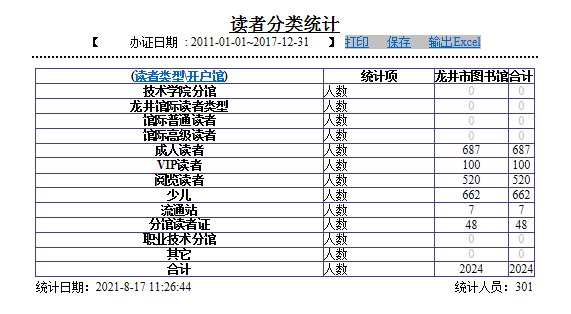 读者分类统计
【 办证日期 : 2011-01-01~2017-12-31 】 打印 保存 输出Excel
(读者类型\开户馆) 统计项 龙井市图书馆 合计
技术学院分馆 人数 0 0
龙井馆际读者类型 人数 0 0
馆际普通读者 人数 0 0
馆际高级读者 人数 0 0
成人读者 人数 687 687
VIP读者 人数 100 100
阅览读者 人数 520 520
少儿 人数 662 662
流通站 人数 7 7
分馆读者证 人数 48 48
职业技术分馆 人数 0 0
其它 人数 0 0
合计 人数 2024 2024
统计日期：2021-8-17 11:26:44 统计人员：301